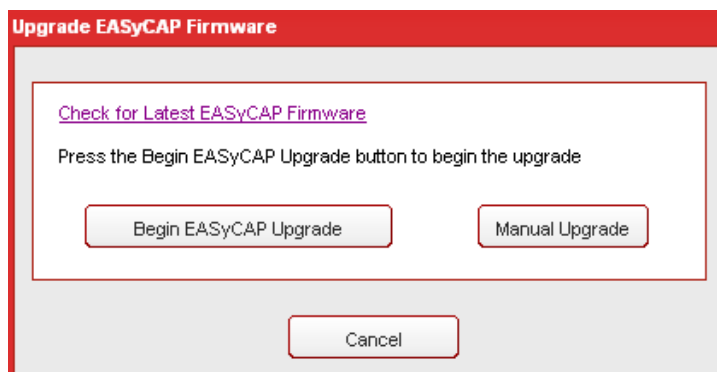 Upgrade EASyCAP Firmware
Check for Latest EASyCAP Firmware
Press the Begin EASyCAP Upgrade button to begin the upgrade
Begin EASyCAP Upgrade
Manual Upgrade
Cancel